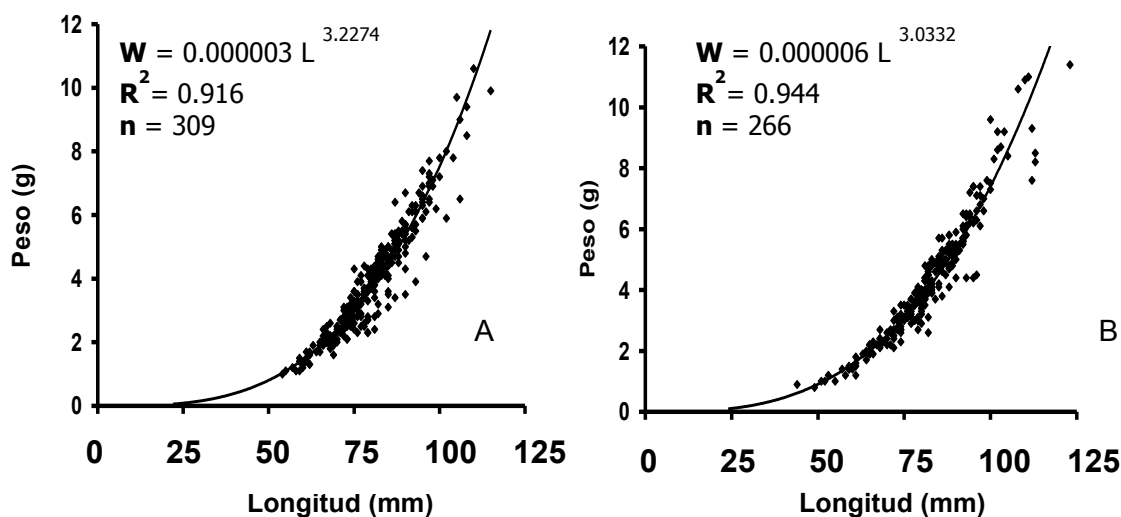 12
10
8
6
4
2
0
Peso (g)
W = 0.000003 L 3.2274
R2 = 0.916
n = 309
A
0 25 50 75 100 125
Longitud (mm)
12
10
8
6
4
2
0
Peso (g)
W = 0.000006 L 3.0332
R2 = 0.944
n = 266
B
0 25 50 75 100 125
Longitud (mm)